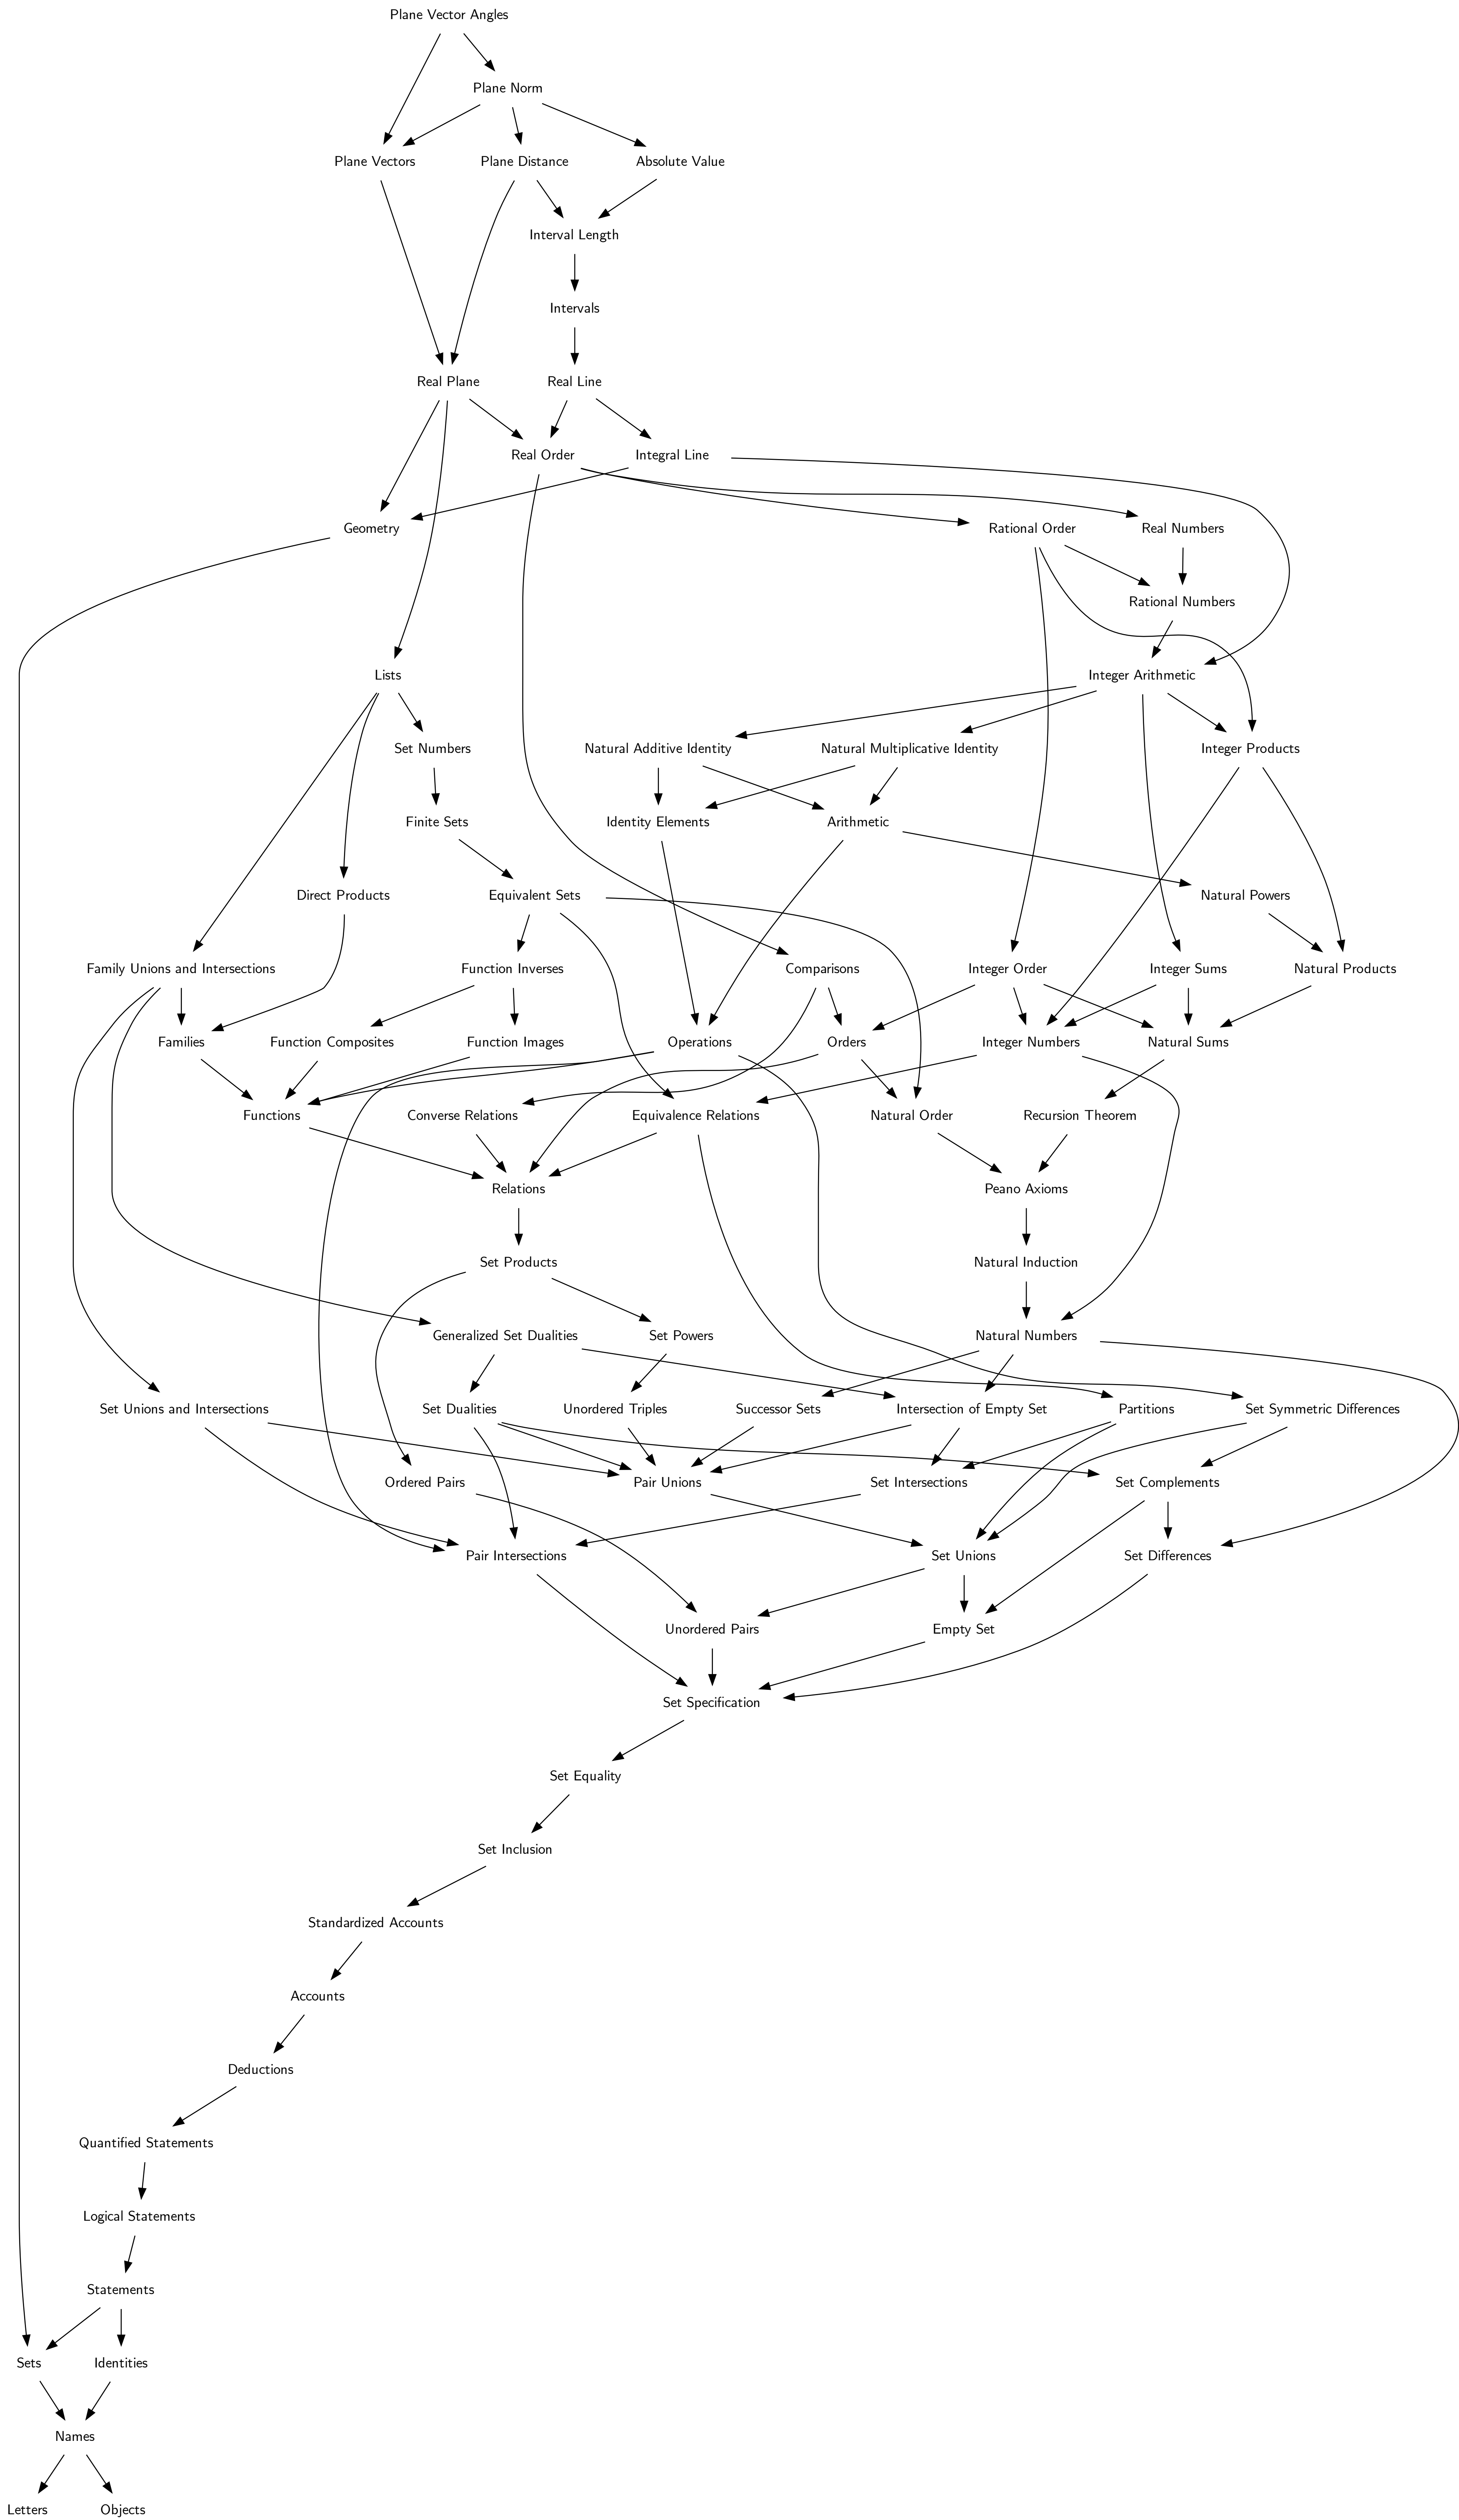 Plane Vector Angles
Plane Norm
Plane Vectors
Plane Distance
Absolute Value
Interval Length
Intervals
Real Plane
Real Line
Real Order
Integral Line
Geometry
Rational Order
Real Numbers
Rational Numbers
Lists
Integer Arithmetic
Set Numbers
Natural Additive Identity
Natural Multiplicative Identity
Integer Products
Finite Sets
Identity Elements
Arithmetic
Direct Products
Equivalent Sets
Natural Powers
Family Unions and Intersections
Function Inverses
Comparisons
Integer Order
Integer Sums
Natural Products
Families
Function Composites
Function Images
Operations
Orders
Integer Numbers
Natural Sums
Functions
Converse Relations
Equivalence Relations
Natural Order
Recursion Theorem
Relations
Peano Axioms
Set Products
Natural Induction
Generalized Set Dualities
Set Powers
Natural Numbers
Set Unions and Intersections
Set Dualities
Unordered Triples
Successor Sets
Intersection of Empty Set
Partitions
Set Symmetric Differences
Ordered Pairs
Pair Unions
Set Intersections
Set Complements
Pair Intersections
Set Unions
Set Differences
Unordered Pairs
Empty Set
Set Specification
Set Equality
Set Inclusion
Standardized Accounts
Accounts
Deductions
Quantified Statements
Logical Statements
Statements
Sets
Identities
Names
Letters
Objects